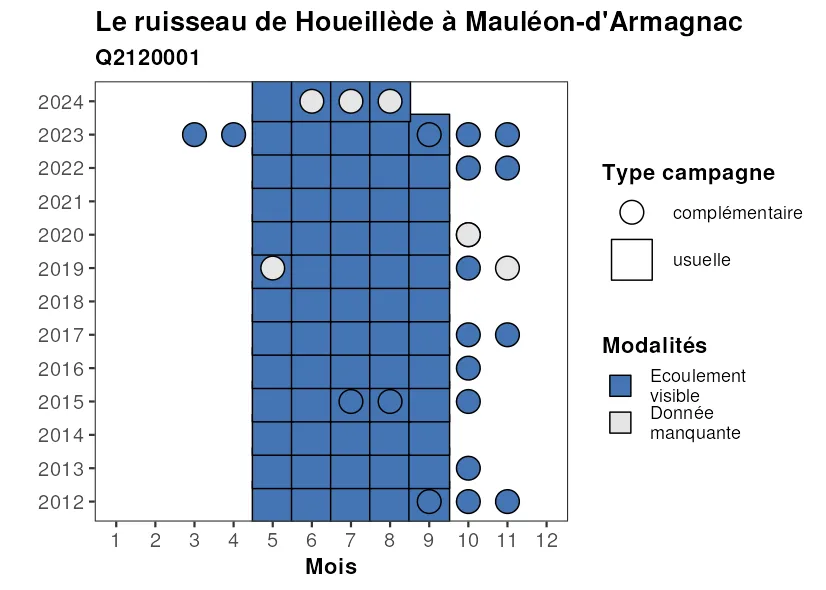 Le ruisseau de Houeillède à Mauléon-d'Armagnac
Q2120001
2024
2023
2022
2021
2020
2019
2018
2017
2016
2015
2014
2013
2012
1 2 3 4 5 6 7 8 9 10 11 12
Mois
Type campagne
complémentaire
usuelle
Modalités
Ecoulement
visible
Donnée
manquante